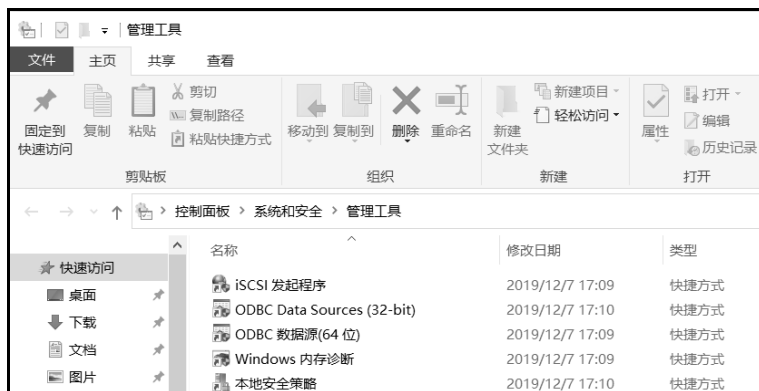 管理工具
文件 主页 共享 查看
固定到快速访问 复制 粘贴 剪切 复制路径 粘贴快捷方式 移动到 复制到 删除 重命名 新建文件夹 新建项目 轻松访问 属性 打开 编辑 历史记录
剪贴板 组织 新建 打开
控制面板 > 系统和安全 > 管理工具
名称 修改日期 类型
快速访问
桌面
下载
文档
图片
iSCSI 发起程序 2019/12/7 17:09 快捷方式
ODBC Data Sources (32-bit) 2019/12/7 17:10 快捷方式
ODBC 数据源(64 位) 2019/12/7 17:09 快捷方式
Windows 内存诊断 2019/12/7 17:09 快捷方式
本地安全策略 2019/12/7 17:10 快捷方式